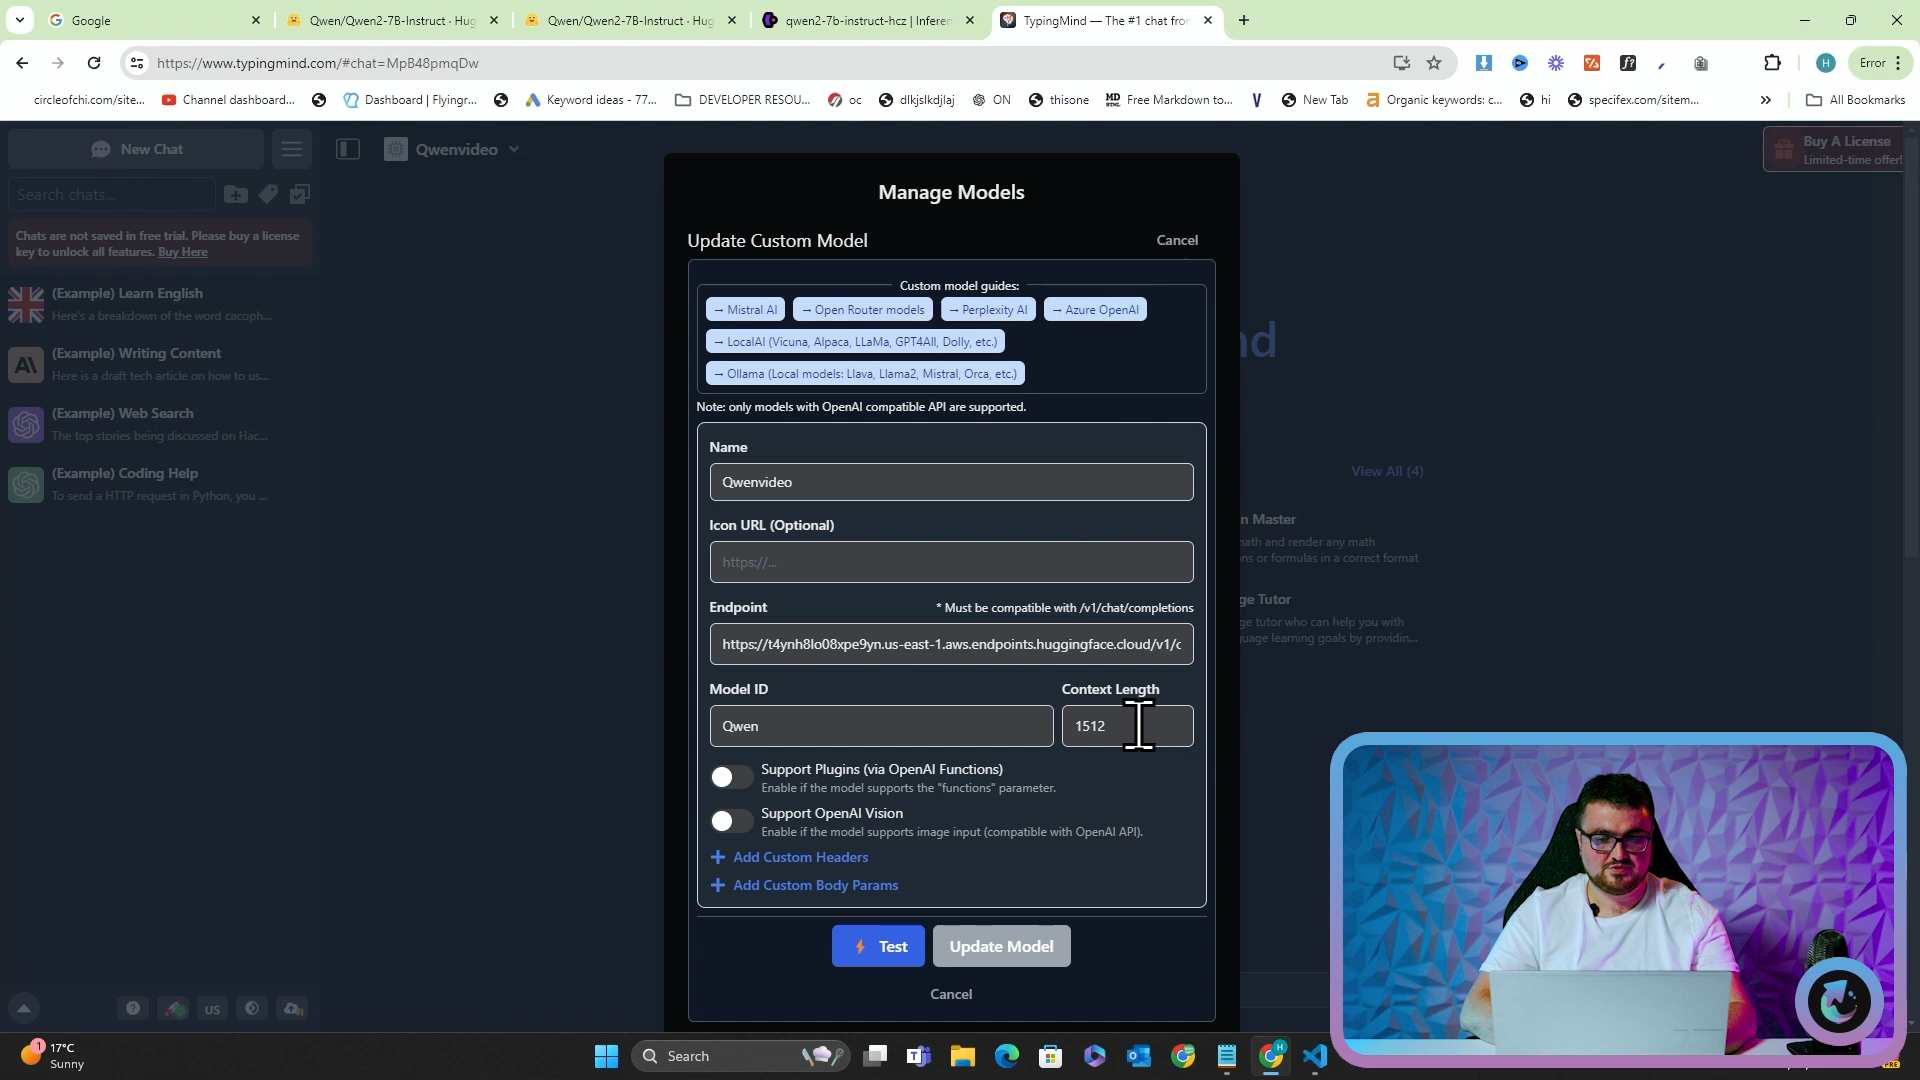 Google
Qwen/Qwen2-7B-Instruct · Hug
Qwen/Qwen2-7B-Instruct · Hug
qwen2-7b-instruct-hcz | Inferen
TypingMind — The #1 chat fron
https://www.typingmind.com/#chat=MpB48pmqDw
H
Error
circleofchi.com/site...
Channel dashboard...
Dashboard | Flyingr...
Keyword ideas - 77...
DEVELOPER RESOU...
oc
dlkjslkdjlaj
ON
thisone
Free Markdown to...
New Tab
Organic keywords: c...
hi
specifex.com/sitem...
All Bookmarks
New Chat
Qwenvideo
Buy A License
Limited-time offer!
Search chats...
Chats are not saved in free trial. Please buy a license
key to unlock all features. Buy Here
(Example) Learn English
Here's a breakdown of the word cacoph...
(Example) Writing Content
Here is a draft tech article on how to us...
(Example) Web Search
The top stories being discussed on Hac...
(Example) Coding Help
To send a HTTP request in Python, you ...
US
Manage Models
Update Custom Model
Cancel
Custom model guides:
→ Mistral AI
→ Open Router models
→ Perplexity AI
→ Azure OpenAI
→ LocalAI (Vicuna, Alpaca, LLaMa, GPT4All, Dolly, etc.)
→ Ollama (Local models: Llava, Llama2, Mistral, Orca, etc.)
Note: only models with OpenAI compatible API are supported.
Name
Qwenvideo
Icon URL (Optional)
https://...
Endpoint
* Must be compatible with /v1/chat/completions
https://t4ynh8lo08xpe9yn.us-east-1.aws.endpoints.huggingface.cloud/v1/c
Model ID
Context Length
Qwen
1512
Support Plugins (via OpenAI Functions)
Enable if the model supports the "functions" parameter.
Support OpenAI Vision
Enable if the model supports image input (compatible with OpenAI API).
Add Custom Headers
Add Custom Body Params
Test
Update Model
Cancel
nd
View All (4)
n Master
math and render any math
ns or formulas in a correct format
ge Tutor
ge tutor who can help you with
guage learning goals by providin...
1
17°C
Sunny
Search